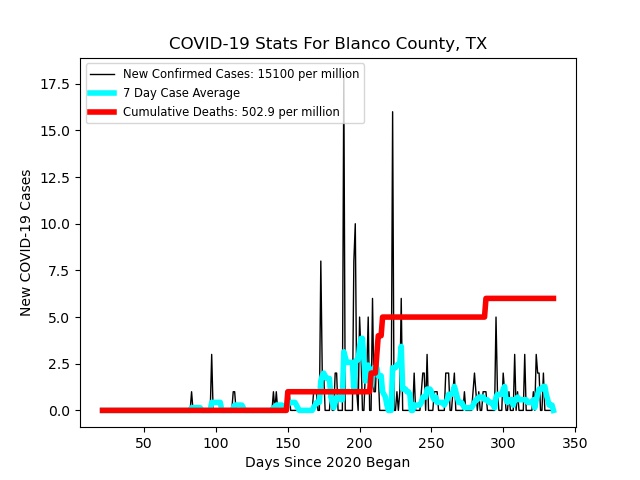 COVID-19 Stats For Blanco County, TX
New Confirmed Cases: 15100 per million
7 Day Case Average
Cumulative Deaths: 502.9 per million
17.5
15.0
12.5
10.0
7.5
5.0
2.5
0.0
New COVID-19 Cases
50 100 150 200 250 300 350
Days Since 2020 Began